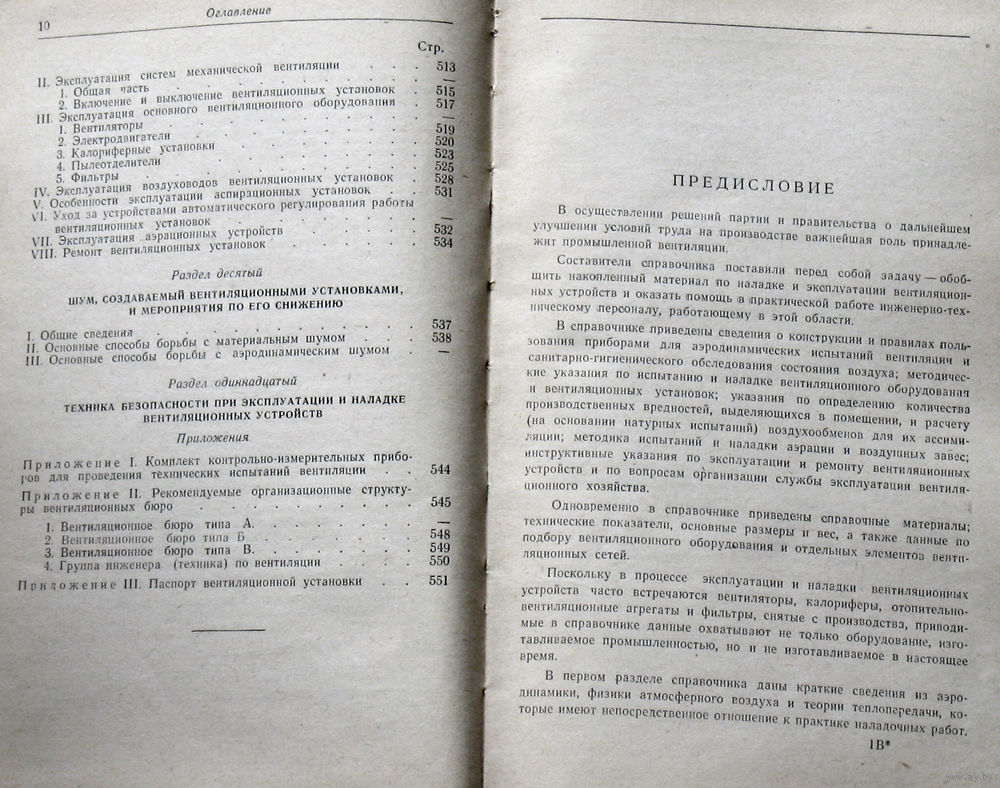 10
Оглавление
Стр.
II. Эксплуатация систем механической вентиляции . . . 513
1. Общая часть . . . . . . . . . . . —
2. Включение и выключение вентиляционных установок . 515
III. Эксплуатация основного вентиляционного оборудования . 517
1. Вентиляторы . . . . . . . . . . . —
2. Электродвигатели . . . . . . . . . . 519
3. Калориферные установки . . . . . . . . 520
4. Пылеотделители . . . . . . . . . . 523
5. Фильтры . . . . . . . . . . . . 525
IV. Эксплуатация воздуховодов вентиляционных установок . 528
V. Особенности эксплуатации аспирационных установок . . 531
VI. Уход за устройствами автоматического регулирования работы
вентиляционных установок . . . . . . . . —
VII. Эксплуатация аэрационных устройств . . . . . 532
VIII. Ремонт вентиляционных установок . . . . . . 534
Раздел десятый
ШУМ, СОЗДАВАЕМЫЙ ВЕНТИЛЯЦИОННЫМИ УСТАНОВКАМИ,
И МЕРОПРИЯТИЯ ПО ЕГО СНИЖЕНИЮ
I. Общие сведения . . . . . . . . . . . 537
II. Основные способы борьбы с материальным шумом . . . 538
III. Основные способы борьбы с аэродинамическим шумом . . —
Раздел одиннадцатый
ТЕХНИКА БЕЗОПАСНОСТИ ПРИ ЭКСПЛУАТАЦИИ И НАЛАДКЕ
ВЕНТИЛЯЦИОННЫХ УСТРОЙСТВ
Приложения
Приложение I. Комплект контрольно-измерительных прибо-
ров для проведения технических испытаний вентиляции . . 544
Приложение II. Рекомендуемые организационные структу-
ры вентиляционных бюро . . . . . . . . . 545
1. Вентиляционное бюро типа А. . . . . . . . —
2. Вентиляционное бюро типа Б . . . . . . . 548
3. Вентиляционное бюро типа В. . . . . . . . 549
4. Группа инженера (техника) по вентиляции . . . . 550
Приложение III. Паспорт вентиляционной установки . . 551
ПРЕДИСЛОВИЕ
В осуществлении решений партии и правительства о дальнейшем
улучшении условий труда на производстве важнейшая роль принадле-
жит промышленной вентиляции.
Составители справочника поставили перед собой задачу — обоб-
щить накопленный материал по наладке и эксплуатации вентиляцион-
ных устройств и оказать помощь в практической работе инженерно-тех-
ническому персоналу, работающему в этой области.
В справочнике приведены сведения о конструкции и правилах поль-
зования приборами для аэродинамических испытаний вентиляции и
санитарно-гигиенического обследования состояния воздуха; методичес-
кие указания по испытанию и наладке вентиляционного оборудования
и вентиляционных установок; указания по определению количества
производственных вредностей, выделяющихся в помещении, и расчету
(на основании натурных испытаний) воздухообменов для их ассими-
ляции; методика испытаний и наладки аэрации и воздушных завес;
инструктивные указания по эксплуатации и ремонту вентиляционных
устройств и по вопросам организации службы эксплуатации вентиля-
ционного хозяйства.
Одновременно в справочнике приведены справочные материалы;
технические показатели, основные размеры и вес, а также данные по
подбору вентиляционного оборудования и отдельных элементов венти-
ляционных сетей.
Поскольку в процессе эксплуатации и наладки вентиляционных
устройств часто встречаются вентиляторы, калориферы, отопительно-
вентиляционные агрегаты и фильтры, снятые с производства, приводи-
мые в справочнике данные охватывают не только оборудование, изго-
тавливаемое промышленностью, но и не изготавливаемое в настоящее
время.
В первом разделе справочника даны краткие сведения из аэро-
динамики, физики атмосферного воздуха и теории теплопередачи, ко-
торые имеют непосредственное отношение к практике наладочных работ.
1В*
www.ay.by